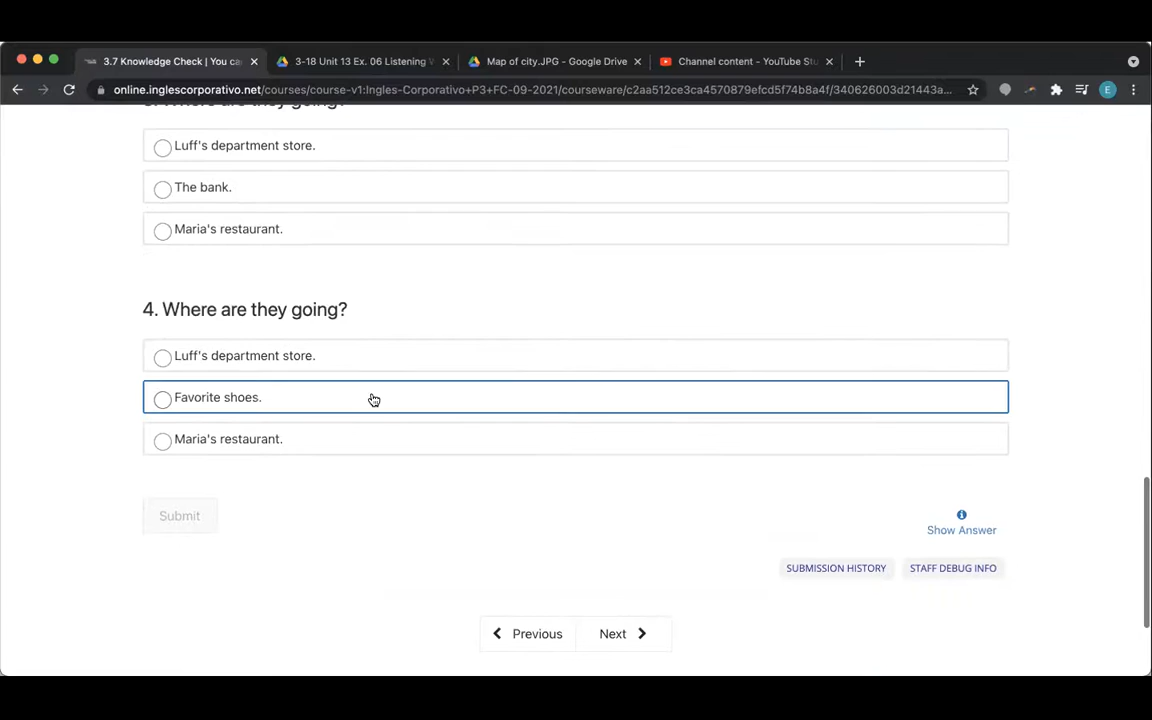 3.7 Knowledge Check | You ca
3-18 Unit 13 Ex. 06 Listening
Map of city.JPG - Google Drive
Channel content - YouTube Stu
online.inglescorporativo.net/courses/course-v1:Ingles-Corporativo+P3+FC-09-2021/courseware/c2aa512ce3ca4570879efcd5f74b8a4f/340626003d21443a...
E
Luff's department store.
The bank.
Maria's restaurant.
4. Where are they going?
Luff's department store.
Favorite shoes.
Maria's restaurant.
Submit
Show Answer
SUBMISSION HISTORY
STAFF DEBUG INFO
Previous
Next